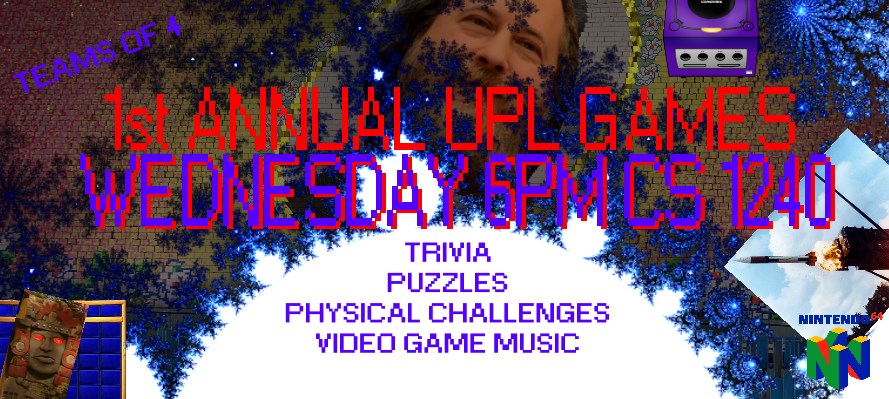 TEAMS OF 4
1st ANNUAL UPL GAMES
WEDNESDAY 6PM CS 1240
TRIVIA
PUZZLES
PHYSICAL CHALLENGES
VIDEO GAME MUSIC
NINTENDO 64